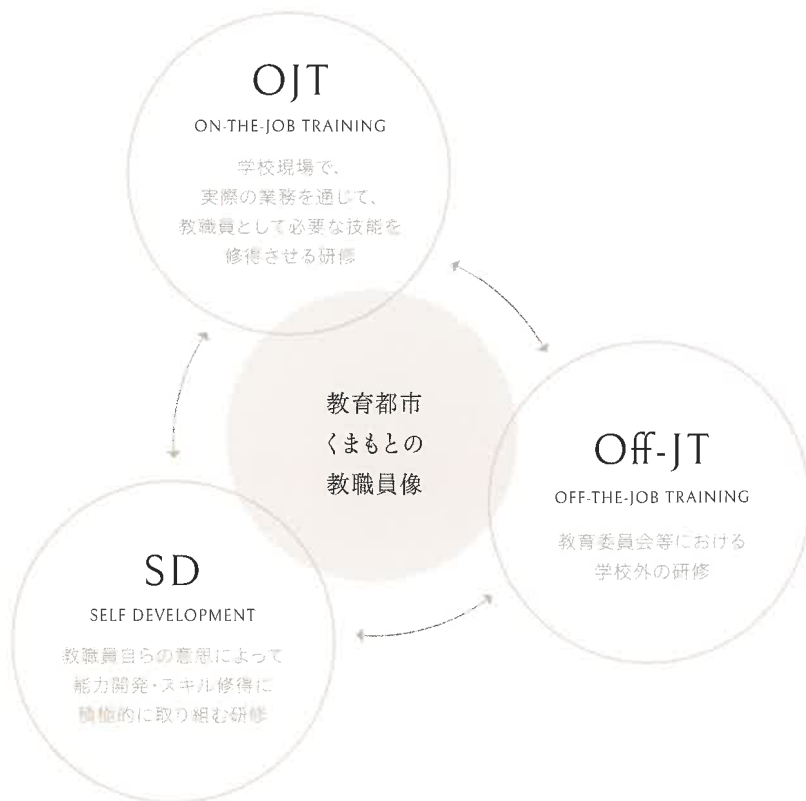 OJT
ON-THE-JOB TRAINING
学校現場で、
実際の業務を通じて、
教職員として必要な技能を
修得させる研修
教育都市
くまもとの
教職員像
Off-JT
OFF-THE-JOB TRAINING
教育委員会等における
学校外の研修
SD
SELF DEVELOPMENT
教職員自らの意思によって
能力開発・スキル修得に
積極的に取り組む研修